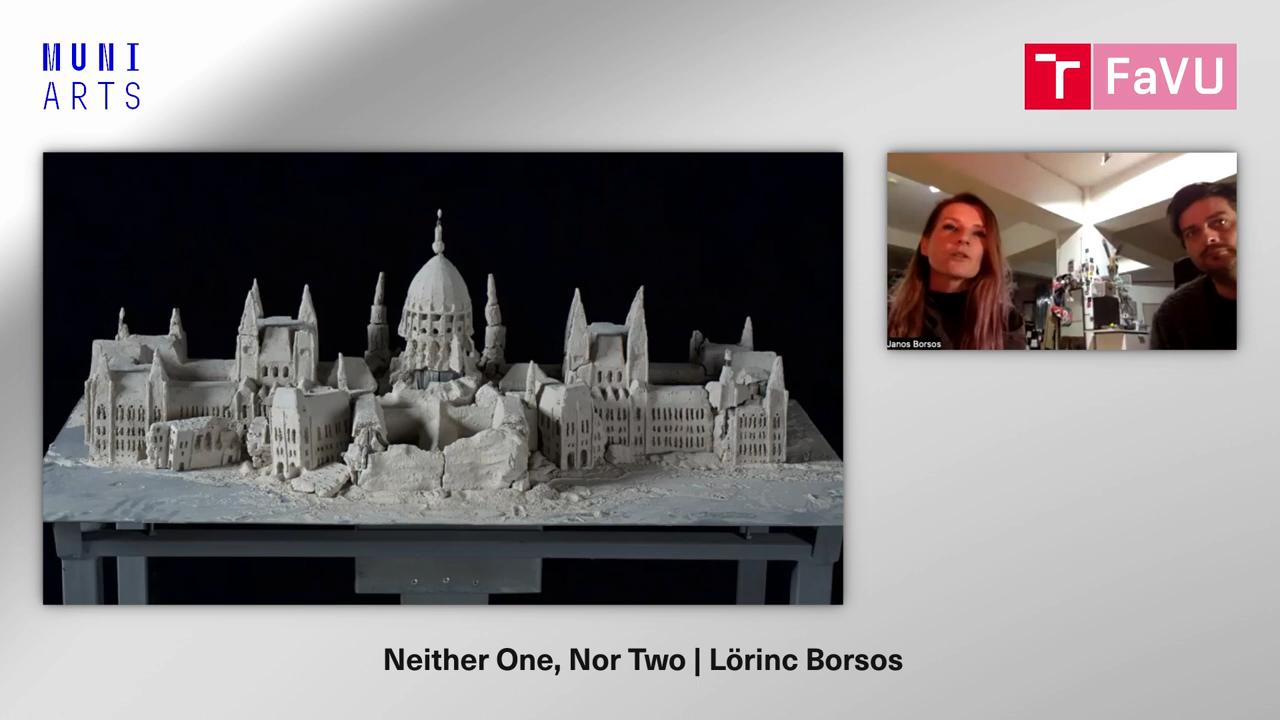 MUNI
ARTS
FaVU
Janos Borsos
Neither One, Nor Two | Lörinc Borsos